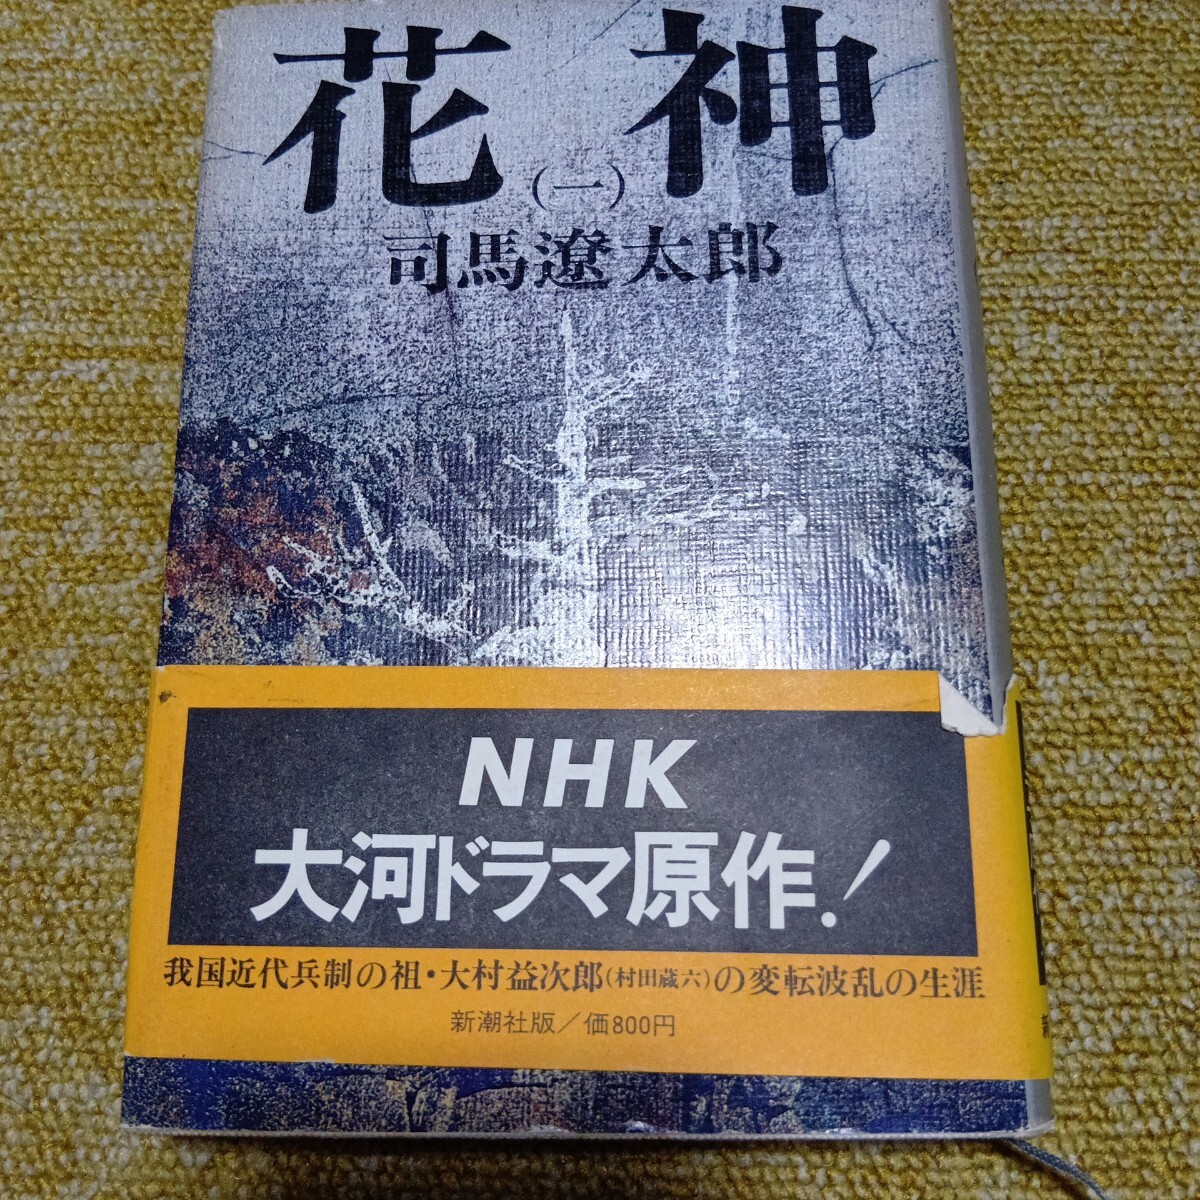 花神
(一)
司馬遼太郎
NHK
大河ドラマ原作!
我国近代兵制の祖・大村益次郎(村田蔵六)の変転波乱の生涯
新潮社版／価800円